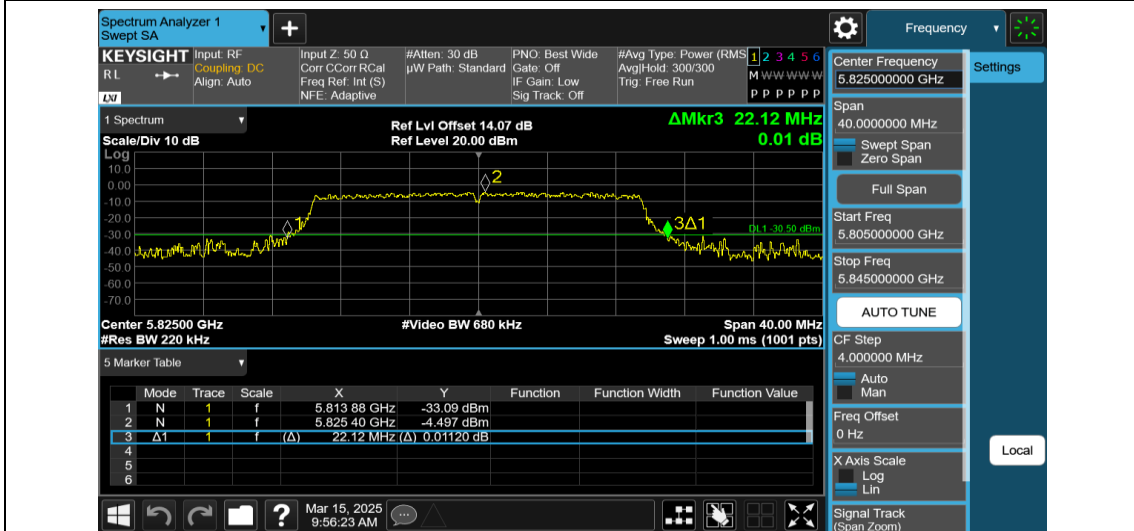 Spectrum Analyzer 1
Swept SA
+
Frequency
KEYSIGHT
RL
LXI
Input: RF
Coupling: DC
Align: Auto
Input Z: 50 Ω
Corr CCorr RCal
Freq Ref: Int (S)
NFE: Adaptive
#Atten: 30 dB
µW Path: Standard
PNO: Best Wide
Gate: Off
IF Gain: Low
Sig Track: Off
#Avg Type: Power (RMS
Avg|Hold: 300/300
Trig: Free Run
1 2 3 4 5 6
M W W W W W
P P P P P P
1 Spectrum
Scale/Div 10 dB
Ref Lvl Offset 14.07 dB
Ref Level 20.00 dBm
ΔMkr3 22.12 MHz
0.01 dB
Log
10.0
0.00
-10.0
-20.0
-30.0
-40.0
-50.0
-60.0
-70.0
1
2
3Δ1
DL1 -30.50 dBm
Center 5.82500 GHz
#Res BW 220 kHz
#Video BW 680 kHz
Span 40.00 MHz
Sweep 1.00 ms (1001 pts)
5 Marker Table
Mode Trace Scale X Y Function Function Width Function Value
1 N 1 f 5.813 88 GHz -33.09 dBm
2 N 1 f 5.825 40 GHz -4.497 dBm
3 Δ1 1 f (Δ) 22.12 MHz (Δ) 0.01120 dB
4
5
6
?
Mar 15, 2025
9:56:23 AM
Center Frequency
5.825000000 GHz
Span
40.0000000 MHz
Swept Span
Zero Span
Full Span
Start Freq
5.805000000 GHz
Stop Freq
5.845000000 GHz
AUTO TUNE
CF Step
4.000000 MHz
Auto
Man
Freq Offset
0 Hz
X Axis Scale
Log
Lin
Signal Track
(Span Zoom)
Settings
Local